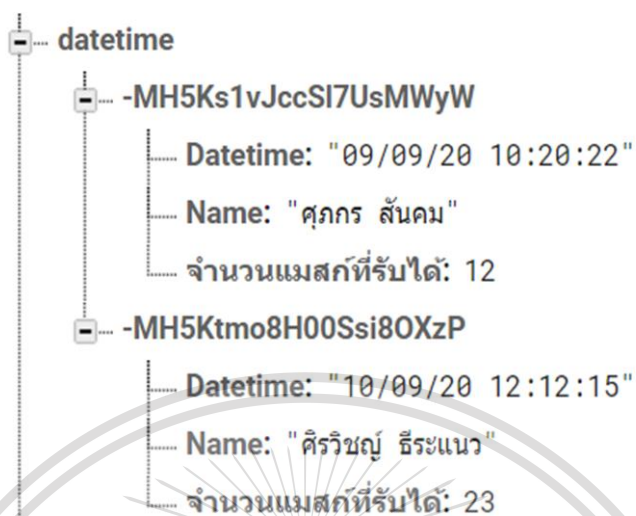 datetime
-MH5Ks1vJccSl7UsMWyW
Datetime: "09/09/20 10:20:22"
Name: "ศุภกร สันคม"
จำนวนแมสก์ที่รับได้: 12
-MH5Ktmo8H00Ssi8OXzP
Datetime: "10/09/20 12:12:15"
Name: "ศิรวิชญ์ ธีระแนว"
จำนวนแมสก์ที่รับได้: 23